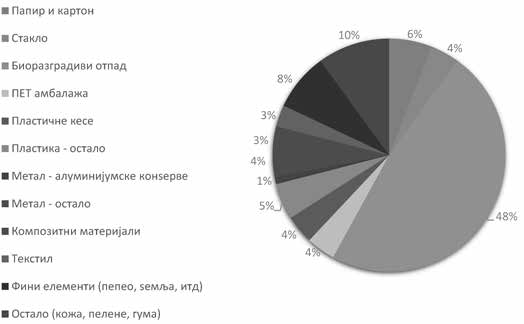 Папир и картон
Стакло
Биоразградиви отпад
ПЕТ амбалажа
Пластичне кесе
Пластика - остало
Метал - алуминијумске конзерве
Метал - остало
Композитни материјали
Текстил
Фини елементи (пепео, ѕемља, итд)
Остало (кожа, пелене, гума)
6%
4%
48%
4%
4%
5%
1%
4%
3%
3%
8%
10%